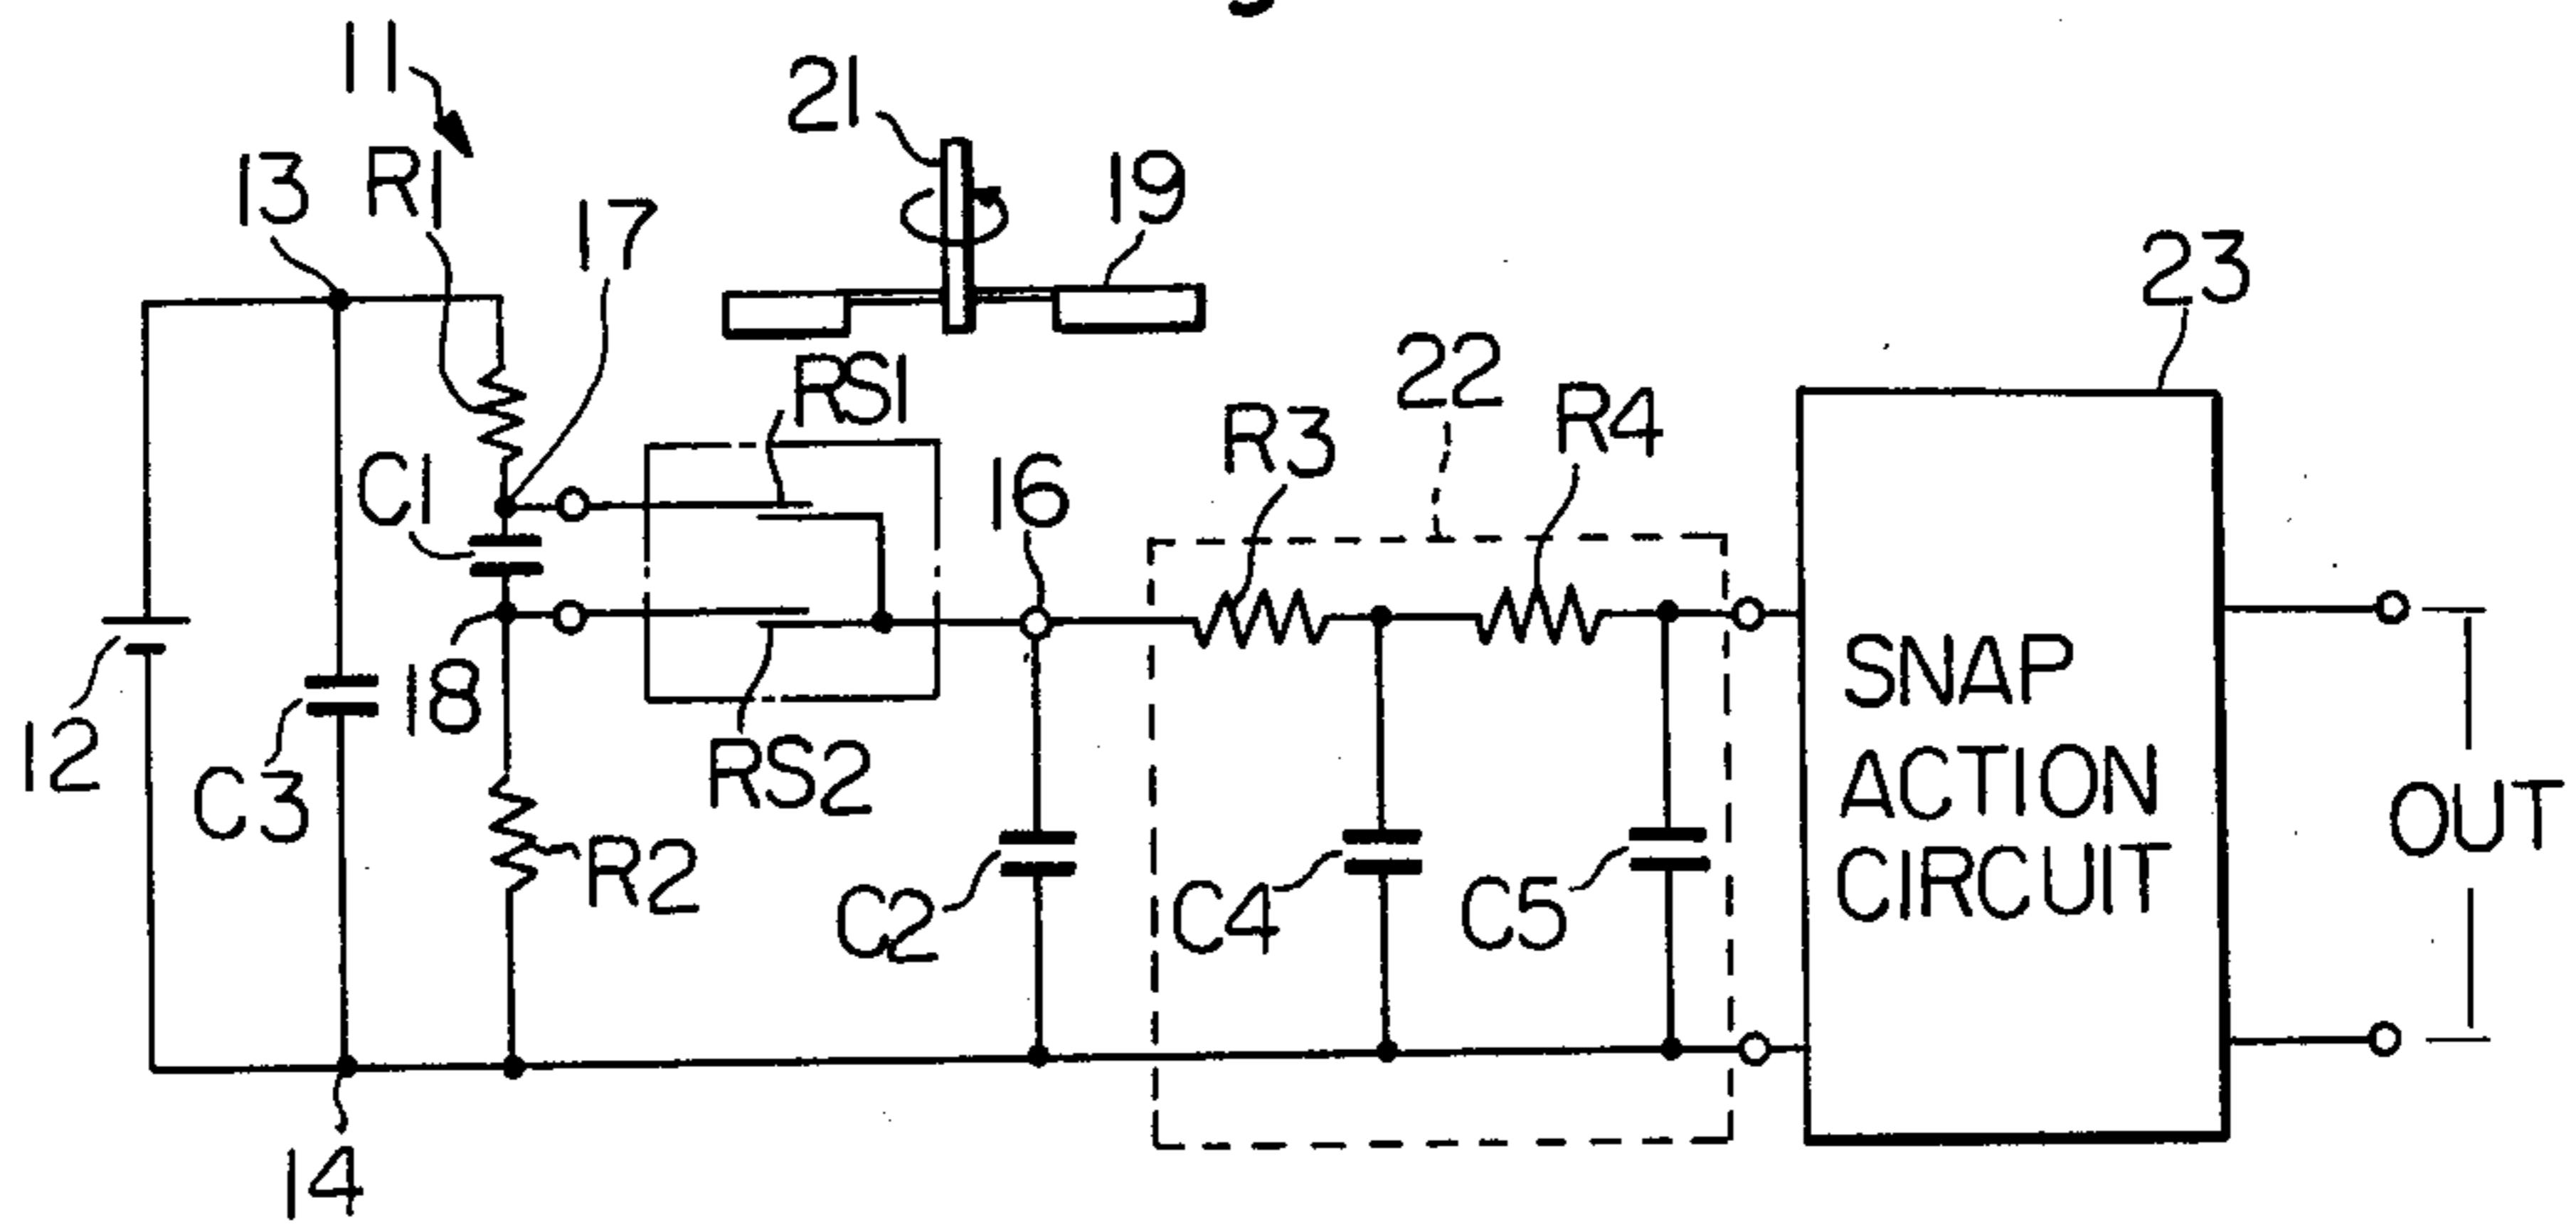 11
21
13
R1
19
17
23
RS1
22
R3
R4
C1
16
18
12
C3
RS2
R2
C2
C4
C5
SNAP
ACTION
CIRCUIT
OUT
14